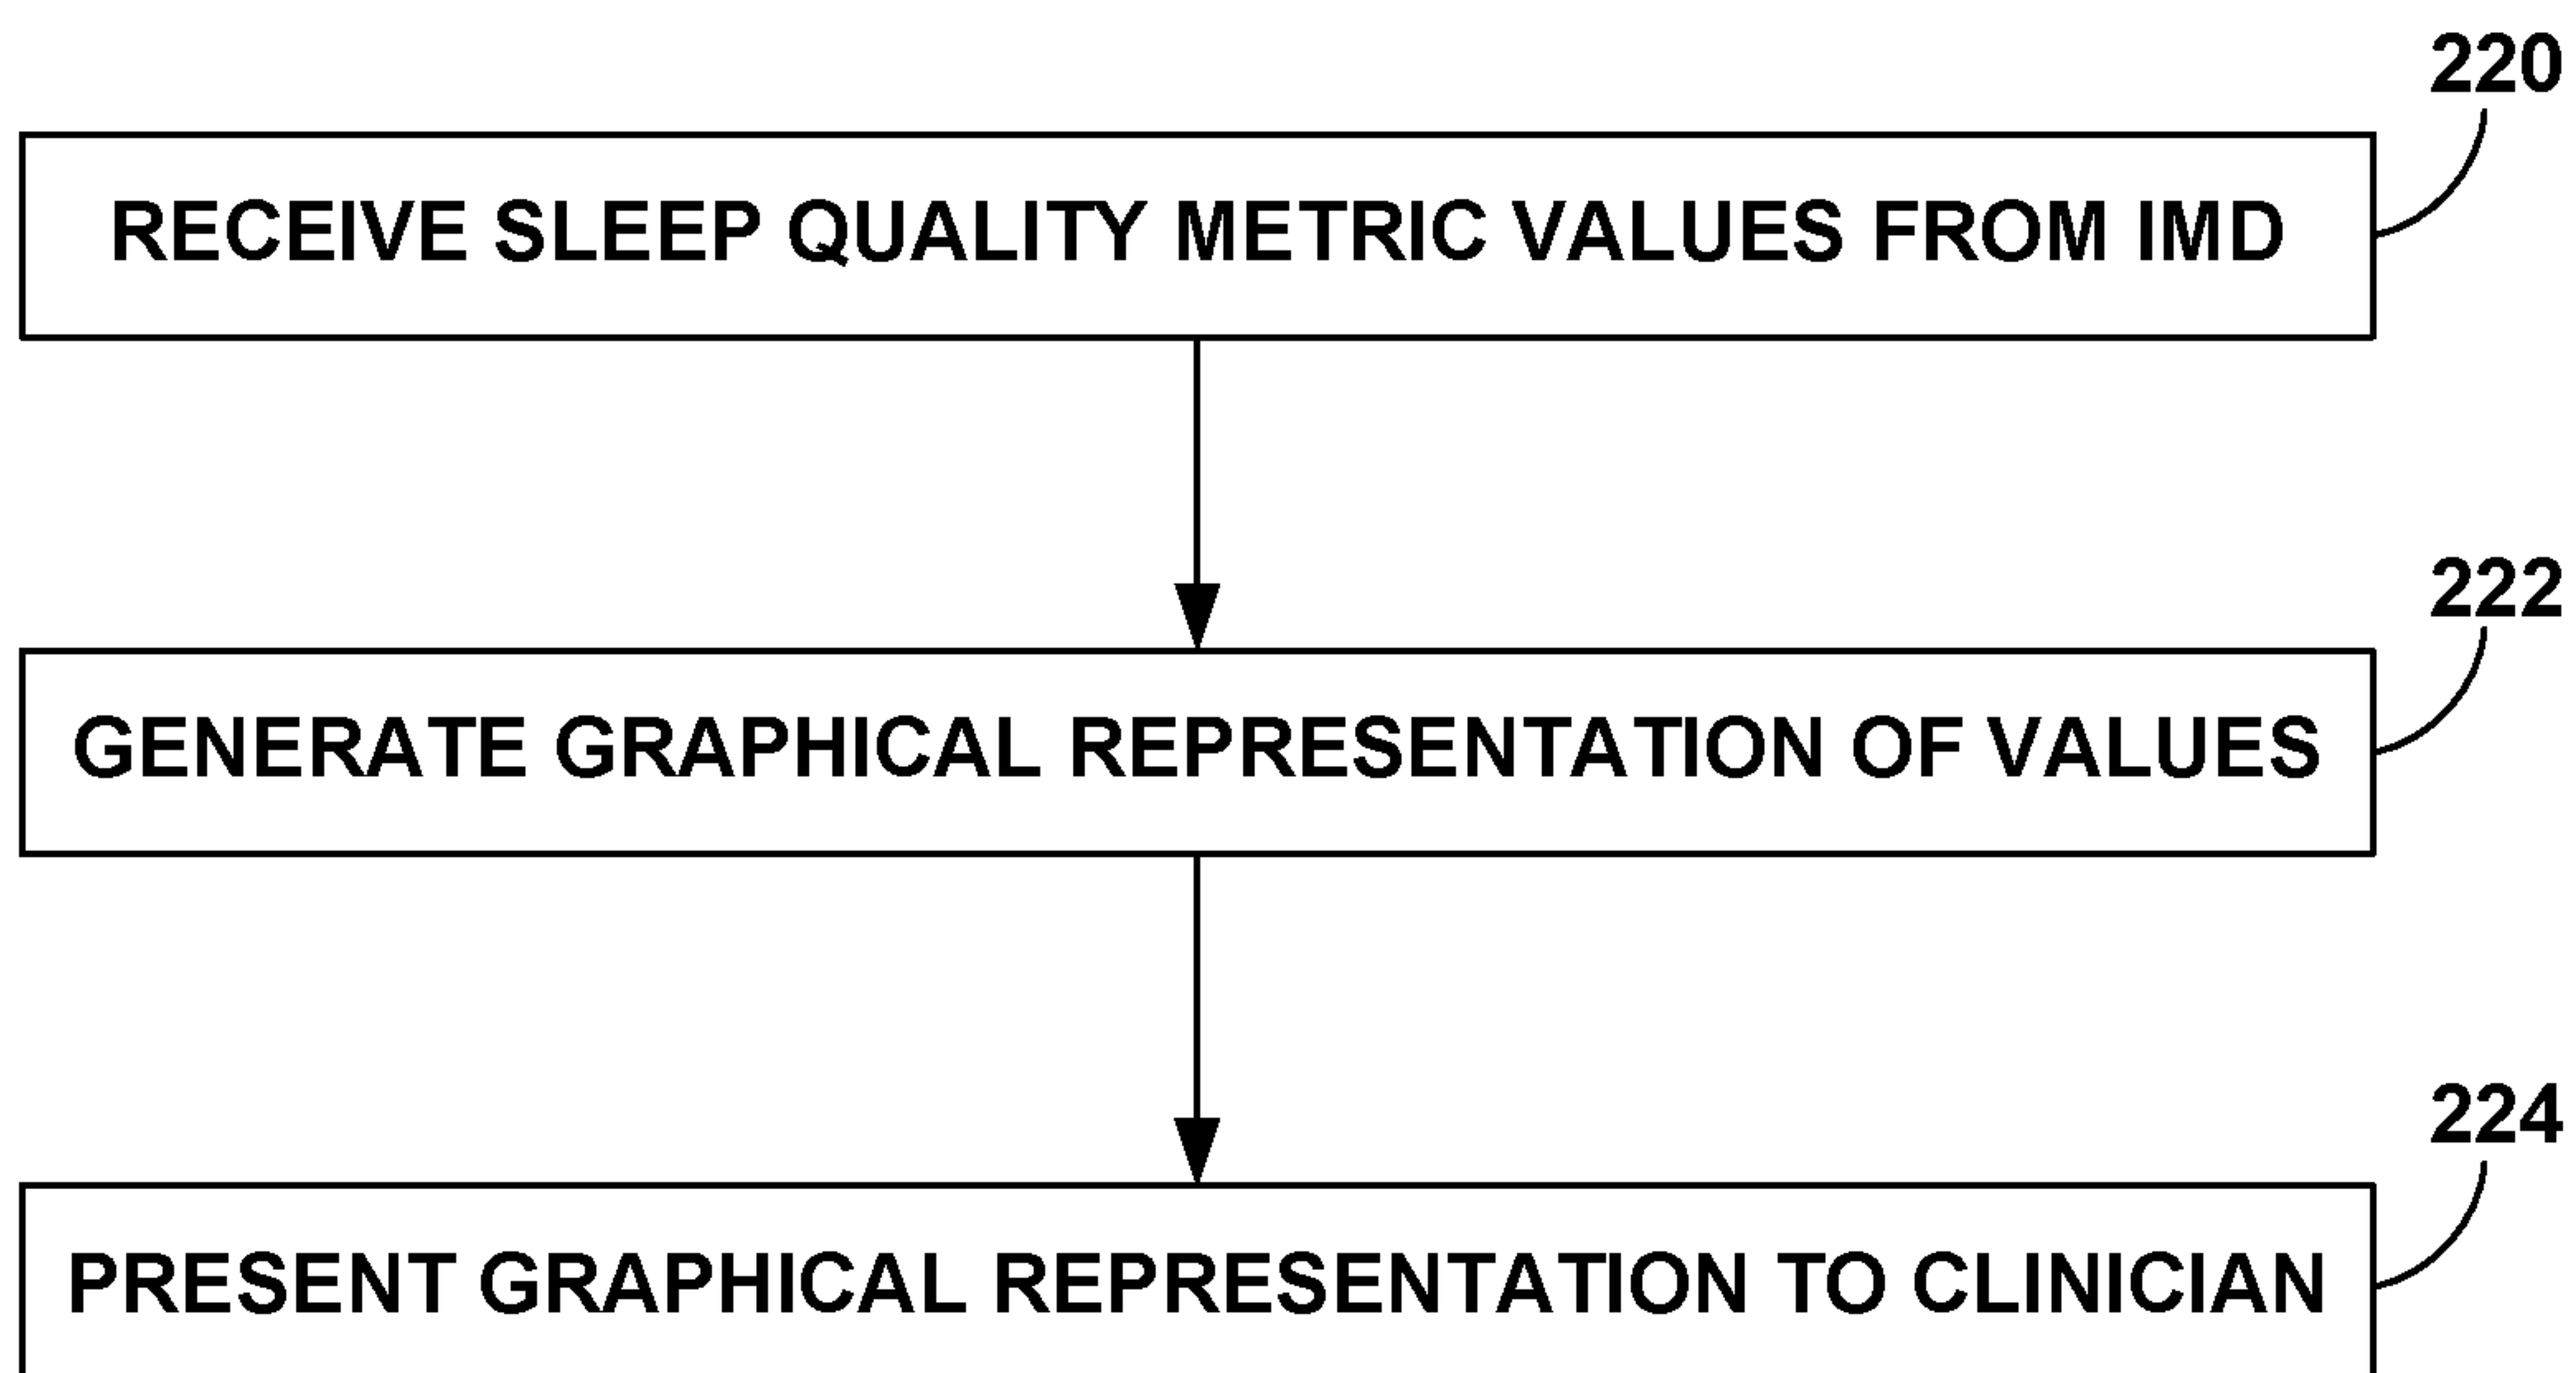 220
RECEIVE SLEEP QUALITY METRIC VALUES FROM IMD
222
GENERATE GRAPHICAL REPRESENTATION OF VALUES
224
PRESENT GRAPHICAL REPRESENTATION TO CLINICIAN